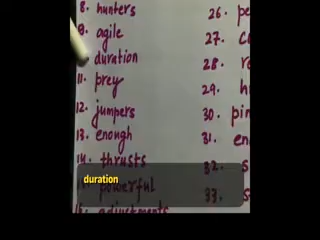 8. hunters
9. agile
duration
11. prey
12. jumpers
13. enough
14. thrusts
powerful
adjustments
26.
27.
28.
29.
30.
31.
32.
33.
duration